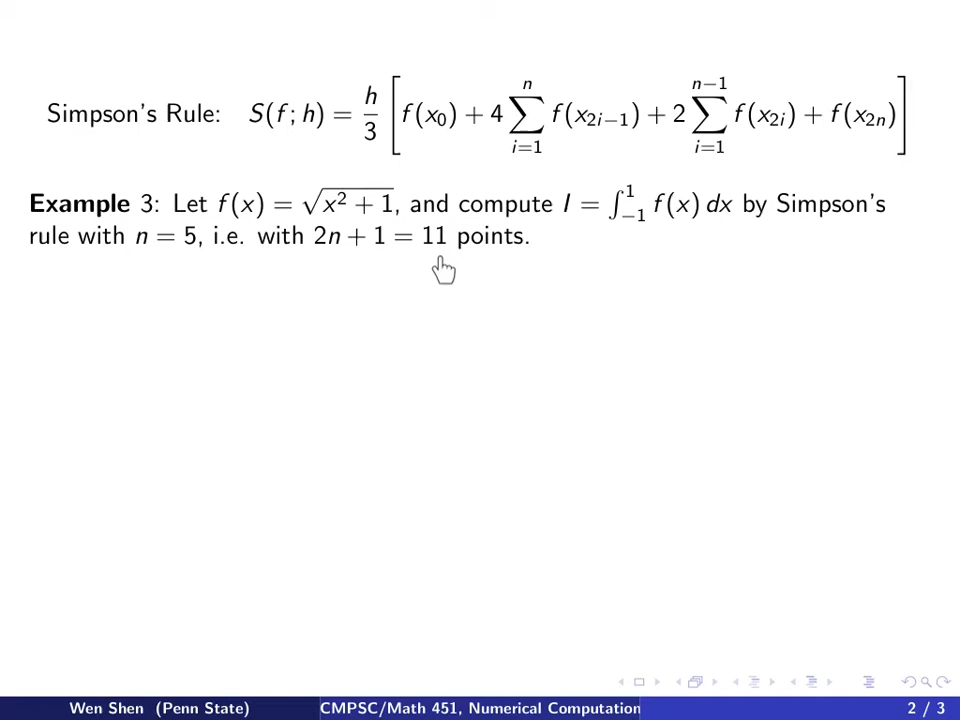 Simpson's Rule: S(f; h) = h/3 [ f(x₀) + 4 ∑_{i=1}^{n} f(x_{2i−1}) + 2 ∑_{i=1}^{n−1} f(x_{2i}) + f(x_{2n}) ]
Example 3: Let f(x) = √(x² + 1), and compute I = ∫_{−1}^{1} f(x) dx by Simpson's
rule with n = 5, i.e. with 2n + 1 = 11 points.
Wen Shen (Penn State) CMPSC/Math 451, Numerical Computation 2 / 3